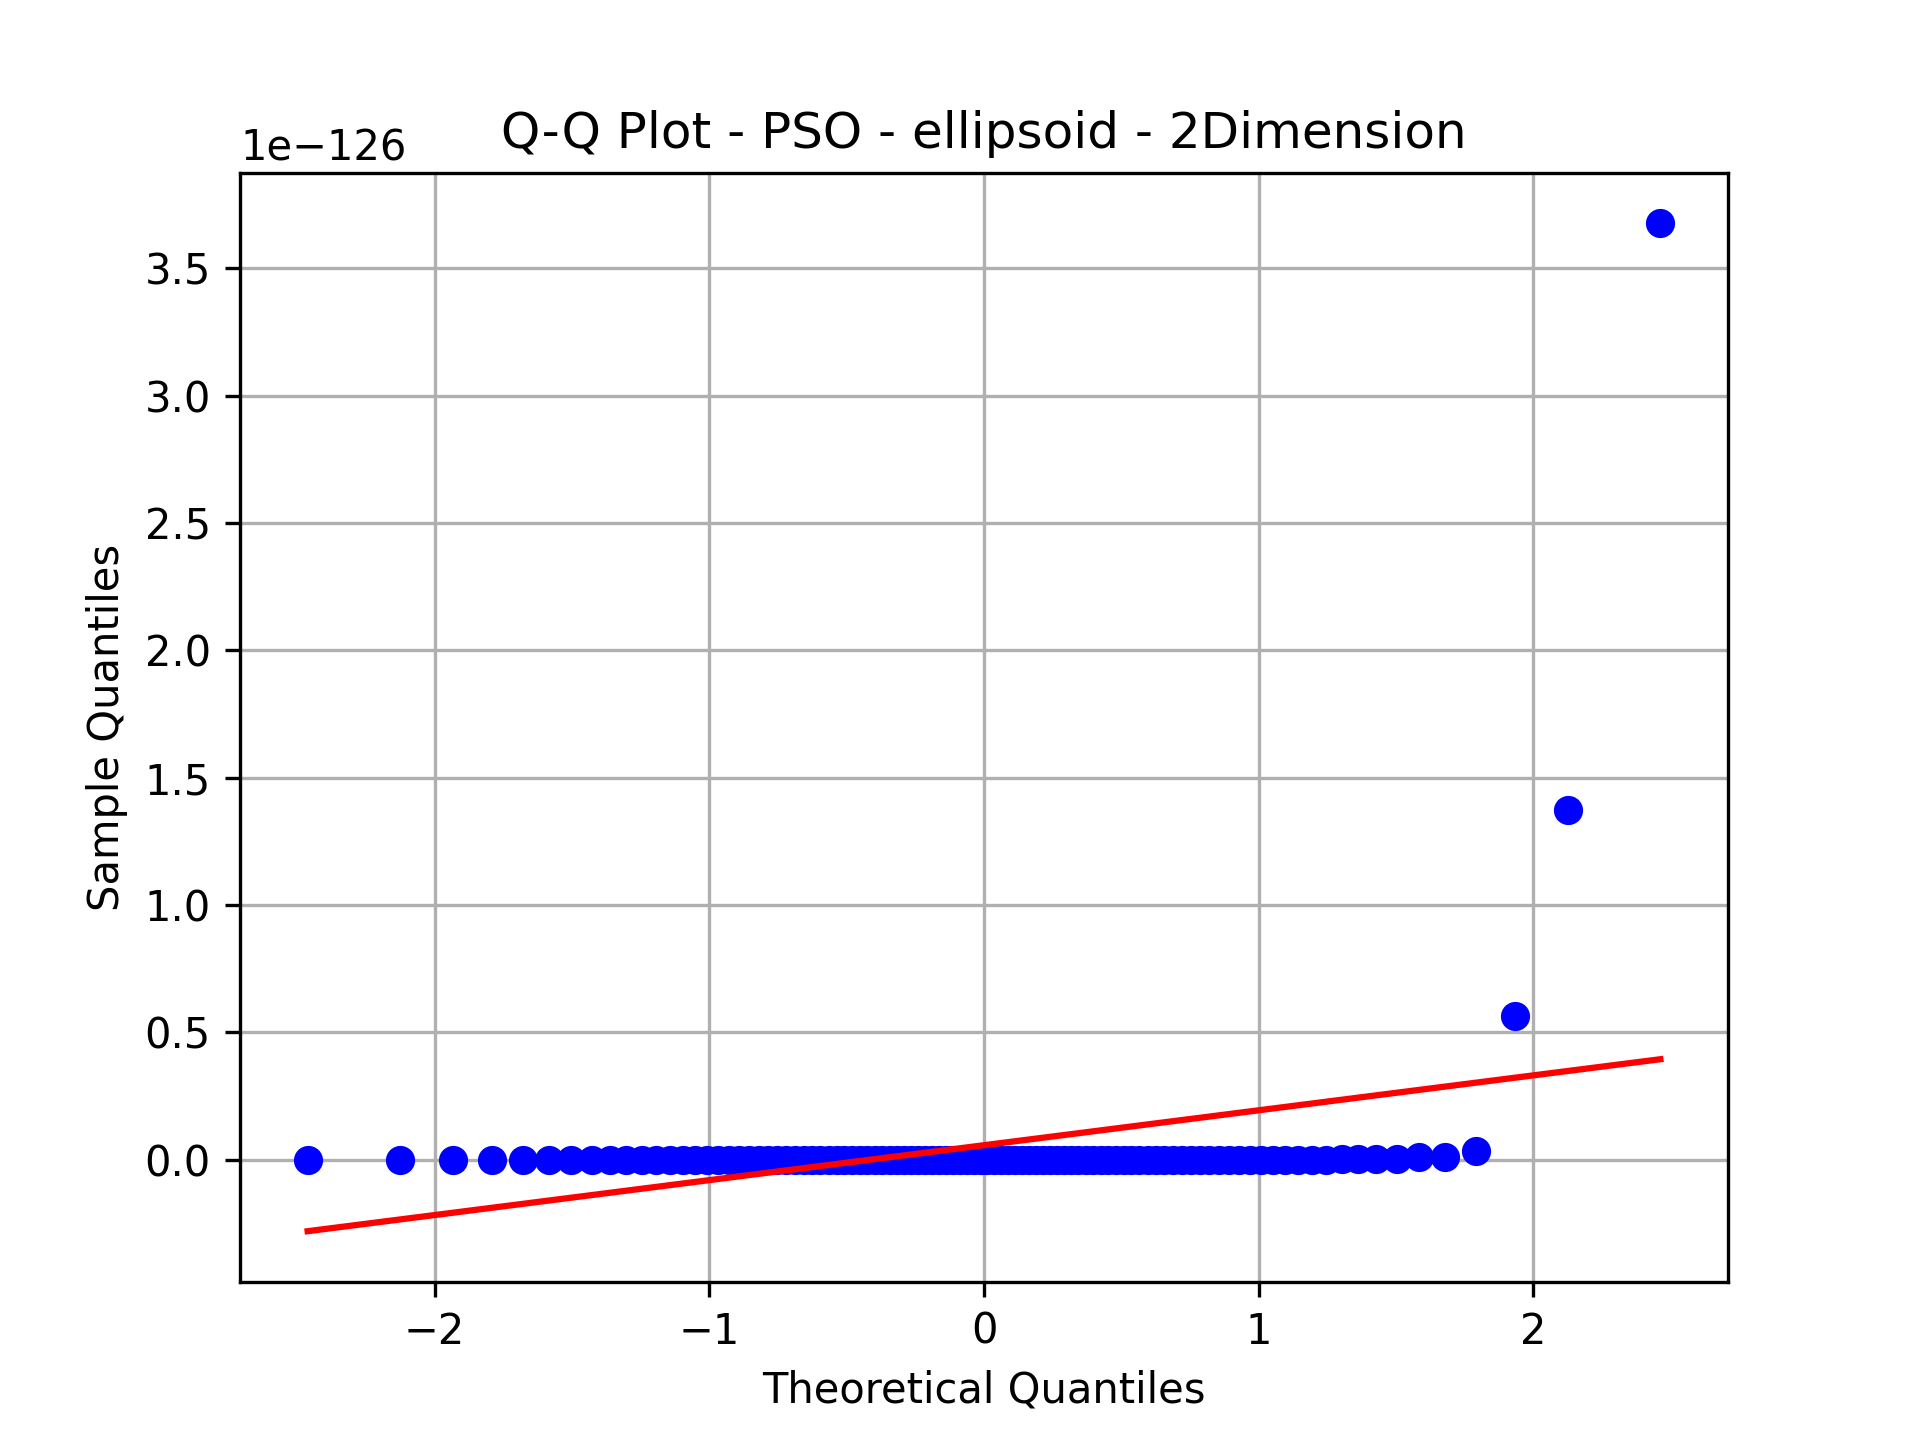 Q-Q Plot - PSO - ellipsoid - 2Dimension
1e−126
3.5
3.0
2.5
2.0
1.5
1.0
0.5
0.0
Sample Quantiles
−2 −1 0 1 2
Theoretical Quantiles